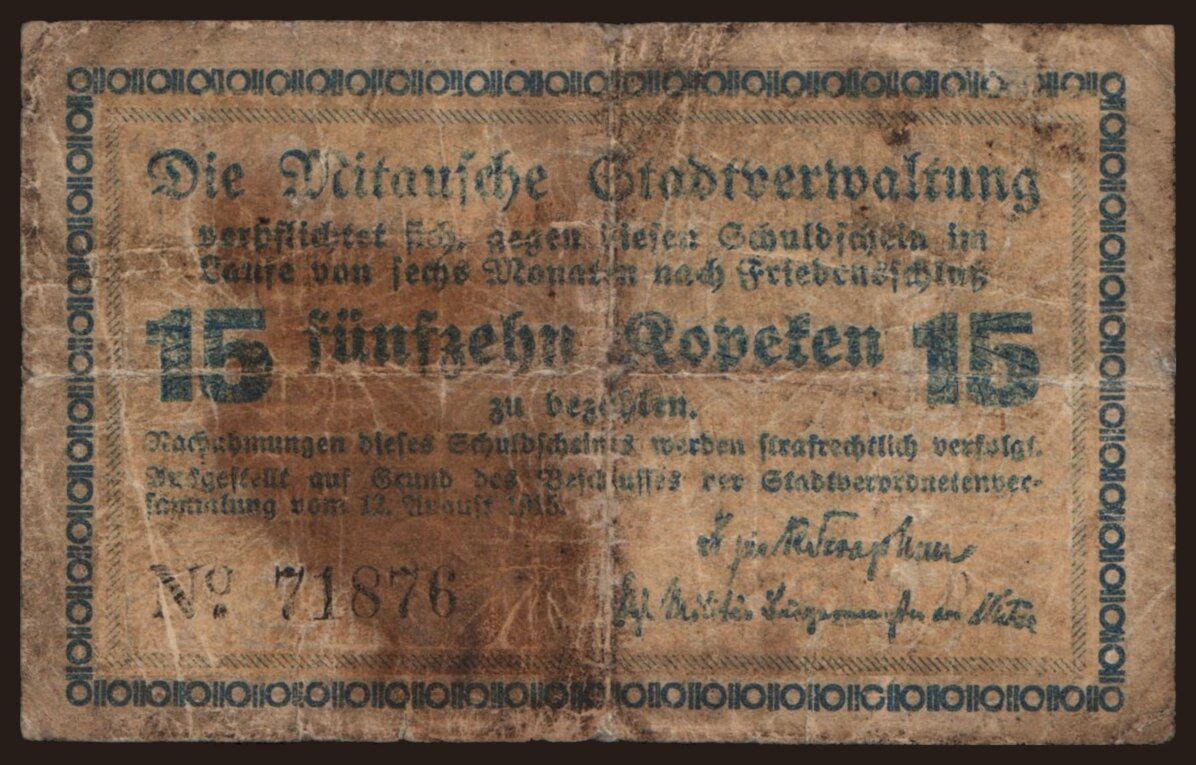 Die Mitausche Stadtverwaltung
verpflichtet sich, gegen diesen Schuldschein im
Laufe von sechs Monaten nach Friedensschluß
15 fünfzehn Kopeken 15
zu bezahlen.
Nachahmungen dieses Schuldscheines werden strafrechtlich verfolgt.
Ausgestellt auf Grund des Beschlusses der Stadtverordnetenver-
sammlung vom 12. August 1915.
No. 71876